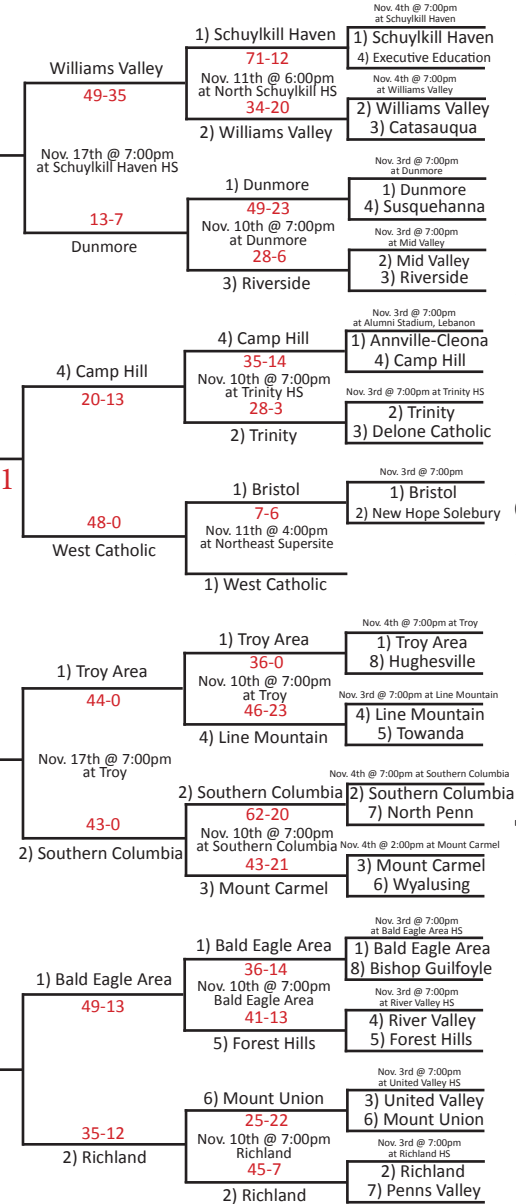 Nov. 4th @ 7:00pm
at Schuylkill Haven
1) Schuylkill Haven
1) Schuylkill Haven
4) Executive Education
71-12
Williams Valley
49-35
Nov. 11th @ 6:00pm
at North Schuylkill HS
Nov. 4th @ 7:00pm
at Williams Valley
34-20
2) Williams Valley
3) Catasauqua
2) Williams Valley
Nov. 17th @ 7:00pm
at Schuylkill Haven HS
Nov. 3rd @ 7:00pm
at Dunmore
1) Dunmore
1) Dunmore
4) Susquehanna
49-23
13-7
Dunmore
Nov. 10th @ 7:00pm
at Dunmore
Nov. 3rd @ 7:00pm
at Mid Valley
28-6
2) Mid Valley
3) Riverside
3) Riverside
Nov. 3rd @ 7:00pm
at Alumni Stadium, Lebanon
4) Camp Hill
1) Annville-Cleona
4) Camp Hill
35-14
4) Camp Hill
20-13
Nov. 10th @ 7:00pm
at Trinity HS
Nov. 3rd @ 7:00pm at Trinity HS
28-3
2) Trinity
3) Delone Catholic
2) Trinity
1
Nov. 3rd @ 7:00pm
1) Bristol
1) Bristol
2) New Hope Solebury
7-6
48-0
West Catholic
Nov. 11th @ 4:00pm
at Northeast Supersite
1) West Catholic
Nov. 4th @ 7:00pm at Troy
1) Troy Area
1) Troy Area
8) Hughesville
36-0
1) Troy Area
44-0
Nov. 10th @ 7:00pm
at Troy
Nov. 3rd @ 7:00pm at Line Mountain
46-23
4) Line Mountain
5) Towanda
4) Line Mountain
Nov. 17th @ 7:00pm
at Troy
Nov. 4th @ 7:00pm at Southern Columbia
2) Southern Columbia
2) Southern Columbia
7) North Penn
62-20
43-0
2) Southern Columbia
Nov. 10th @ 7:00pm
at Southern Columbia
Nov. 4th @ 2:00pm at Mount Carmel
43-21
3) Mount Carmel
6) Wyalusing
3) Mount Carmel
Nov. 3rd @ 7:00pm
at Bald Eagle Area HS
1) Bald Eagle Area
1) Bald Eagle Area
8) Bishop Guilfoyle
36-14
1) Bald Eagle Area
49-13
Nov. 10th @ 7:00pm
Bald Eagle Area
Nov. 3rd @ 7:00pm
at River Valley HS
41-13
4) River Valley
5) Forest Hills
5) Forest Hills
Nov. 3rd @ 7:00pm
at United Valley HS
6) Mount Union
3) United Valley
6) Mount Union
25-22
35-12
2) Richland
Nov. 10th @ 7:00pm
Richland
Nov. 3rd @ 7:00pm
at Richland HS
45-7
2) Richland
7) Penns Valley
2) Richland